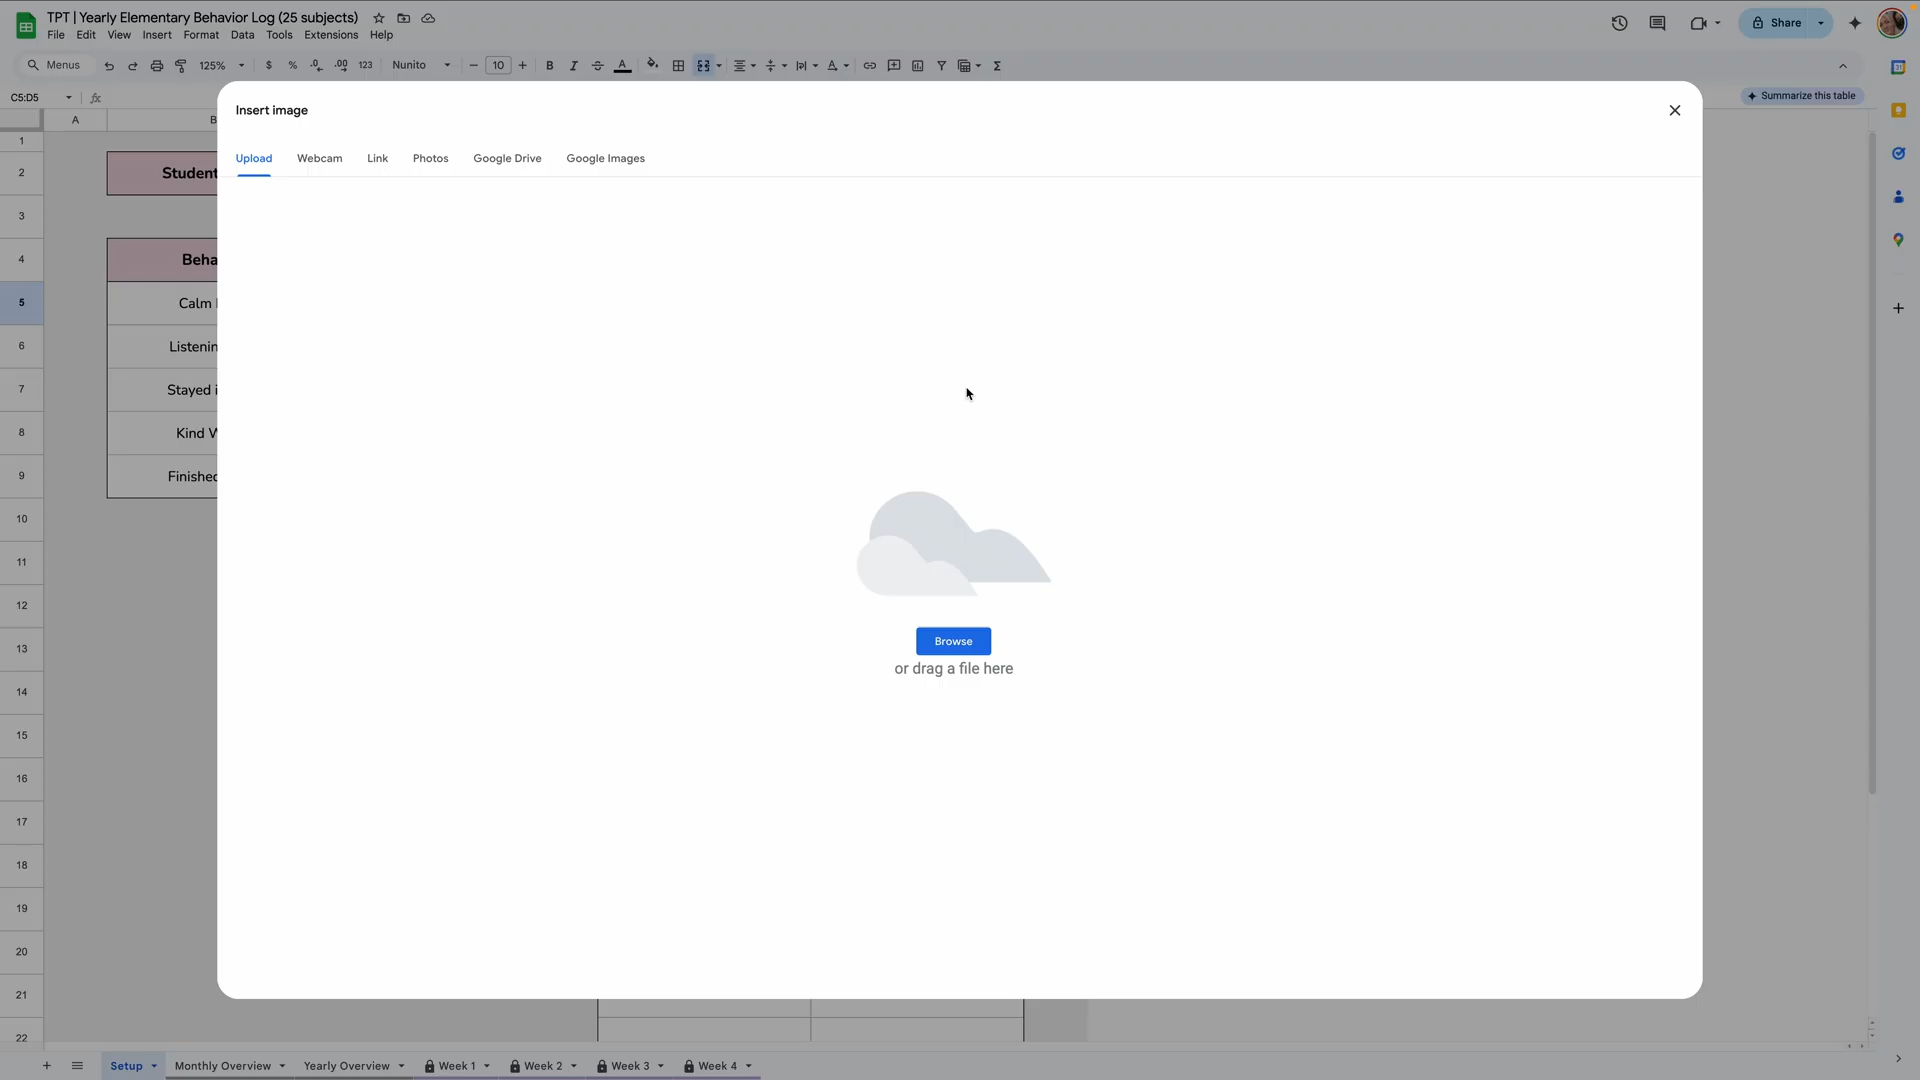 TPT | Yearly Elementary Behavior Log (25 subjects)
File Edit View Insert Format Data Tools Extensions Help
Share
Menus
125%
$ % .0 .00 123
Nunito
10
B I A
C5:D5
fx
Summarize this table
Insert image
Upload Webcam Link Photos Google Drive Google Images
A B
1
2 Student
3
4 Beha
5 Calm
6 Listenin
7 Stayed i
8 Kind
9 Finished
10
11
12
13
14
15
16
17
18
19
20
21
22
Browse
or drag a file here
Setup Monthly Overview Yearly Overview Week 1 Week 2 Week 3 Week 4